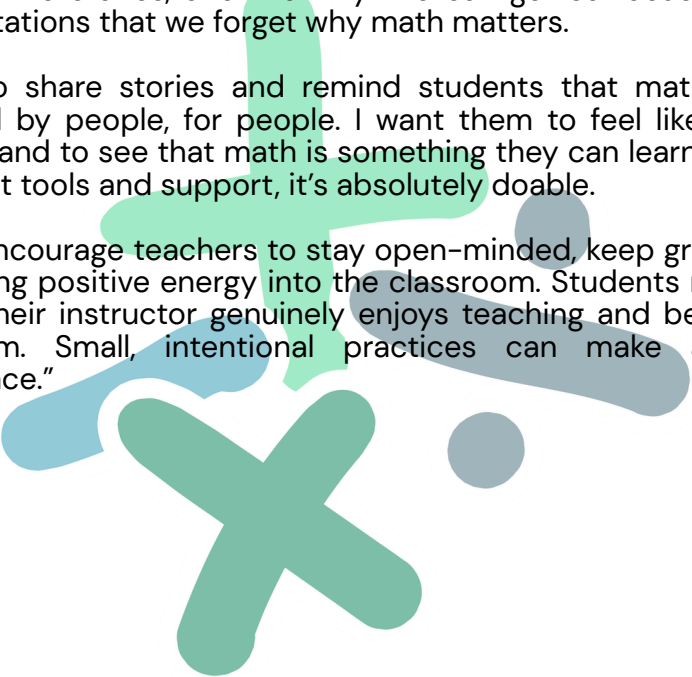 tations that we forget why math matters.
o share stories and remind students that mat
by people, for people. I want them to feel like
and to see that math is something they can learn
t tools and support, it's absolutely doable.
ncourage teachers to stay open-minded, keep gr
ng positive energy into the classroom. Students
heir instructor genuinely enjoys teaching and be
m. Small, intentional practices can make
ce.”